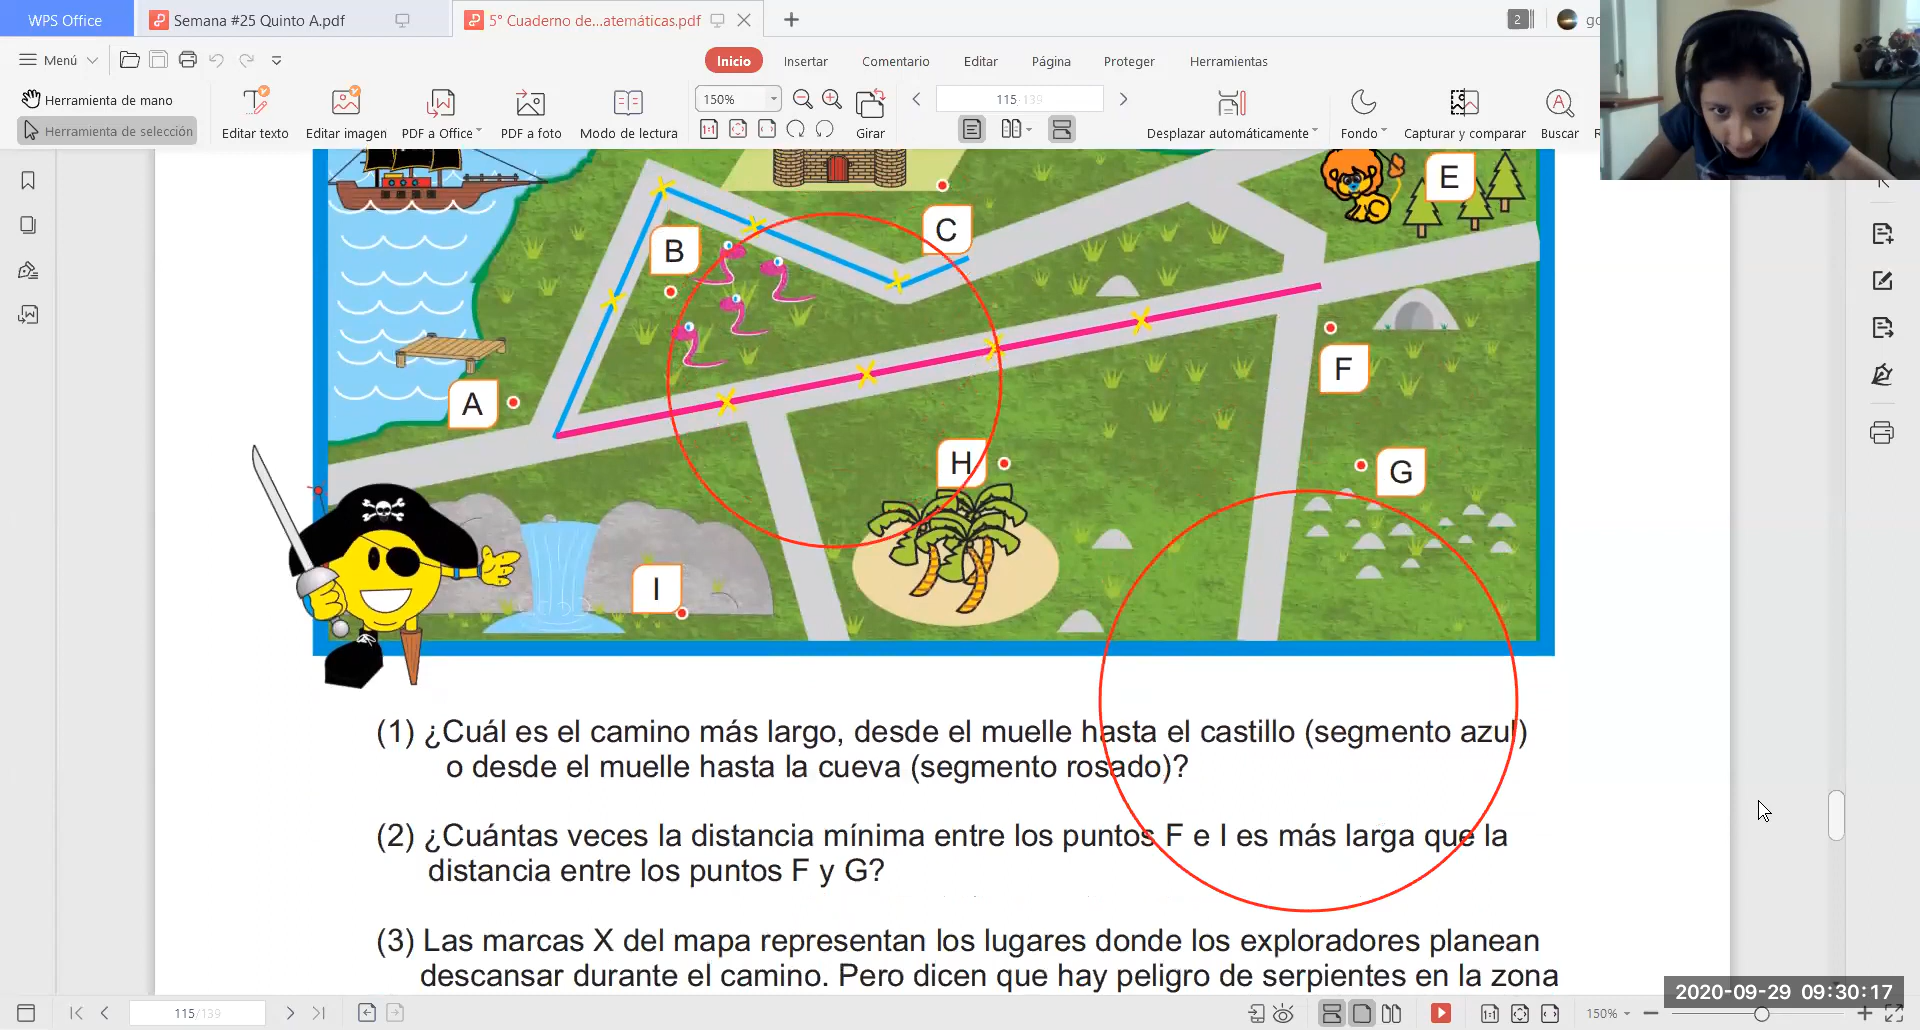 WPS Office
Semana #25 Quinto A.pdf
5° Cuaderno de...atemáticas.pdf
2
Menú
Inicio
Insertar
Comentario
Editar
Página
Proteger
Herramientas
Herramienta de mano
Herramienta de selección
Editar texto
Editar imagen
PDF a Office
PDF a foto
Modo de lectura
150%
Girar
115/139
Desplazar automáticamente
Fondo
Capturar y comparar
Buscar
E
C
B
F
A
H
G
I
(1) ¿Cuál es el camino más largo, desde el muelle hasta el castillo (segmento azul)
o desde el muelle hasta la cueva (segmento rosado)?
(2) ¿Cuántas veces la distancia mínima entre los puntos F e I es más larga que la
distancia entre los puntos F y G?
(3) Las marcas X del mapa representan los lugares donde los exploradores planean
descansar durante el camino. Pero dicen que hay peligro de serpientes en la zona
2020-09-29 09:30:17
115/139
150%